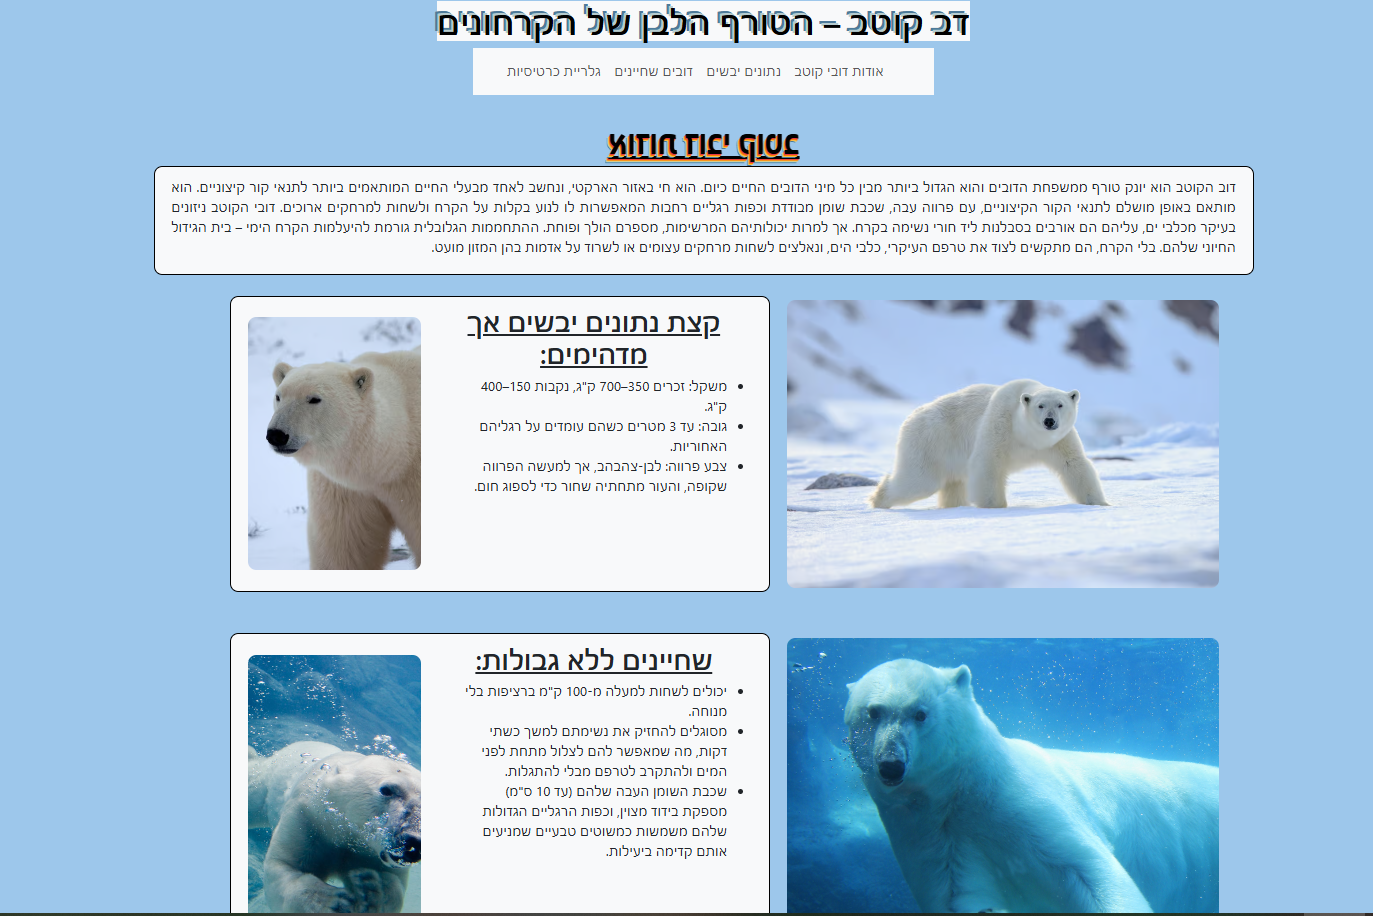 דב קוטב – הטורף הלבן של הקרחונים
אודות דובי קוטב נתונים יבשים דובים שחיינים גלריית כרטיסיות
אודות דובי קוטב
דוב הקוטב הוא יונק טורף ממשפחת הדובים והוא הגדול ביותר מבין כל מיני הדובים החיים כיום. הוא חי באזור הארקטי, ונחשב לאחד מבעלי החיים המותאמים ביותר לתנאי קור קיצוניים. הוא
מותאם באופן מושלם לתנאי הקור הקיצוניים, עם פרווה עבה, שכבת שומן מבודדת וכפות רגליים רחבות המאפשרות לו לנוע בקלות על הקרח ולשחות למרחקים ארוכים. דובי הקוטב ניזונים
בעיקר מכלבי ים, עליהם הם אורבים בסבלנות ליד חורי נשימה בקרח. אך למרות יכולותיהם המרשימות, מספרם הולך ופוחת. ההתחממות הגלובלית גורמת להיעלמות הקרח הימי – בית הגידול
החיוני שלהם. בלי הקרח, הם מתקשים לצוד את טרפם העיקרי, כלבי הים, ונאלצים לשחות מרחקים עצומים או לשרוד על אדמות בהן המזון מועט.
קצת נתונים יבשים אך
מדהימים:
משקל: זכרים 350–700 ק"ג, נקבות 150–400
ק"ג.
גובה: עד 3 מטרים כשהם עומדים על רגליהם
האחוריות.
צבע פרווה: לבן-צהבהב, אך למעשה הפרווה
שקופה, והעור מתחתיה שחור כדי לספוג חום.
שחיינים ללא גבולות:
יכולים לשחות למעלה מ-100 ק"מ ברציפות בלי
מנוחה.
מסוגלים להחזיק את נשימתם למשך כשתי
דקות, מה שמאפשר להם לצלול מתחת לפני
המים ולהתקרב לטרפם מבלי להתגלות.
שכבת השומן העבה שלהם (עד 10 ס"מ)
מספקת בידוד מצוין, וכפות הרגליים הגדולות
שלהם משמשות כמשוטים טבעיים שמניעים
אותם קדימה ביעילות.